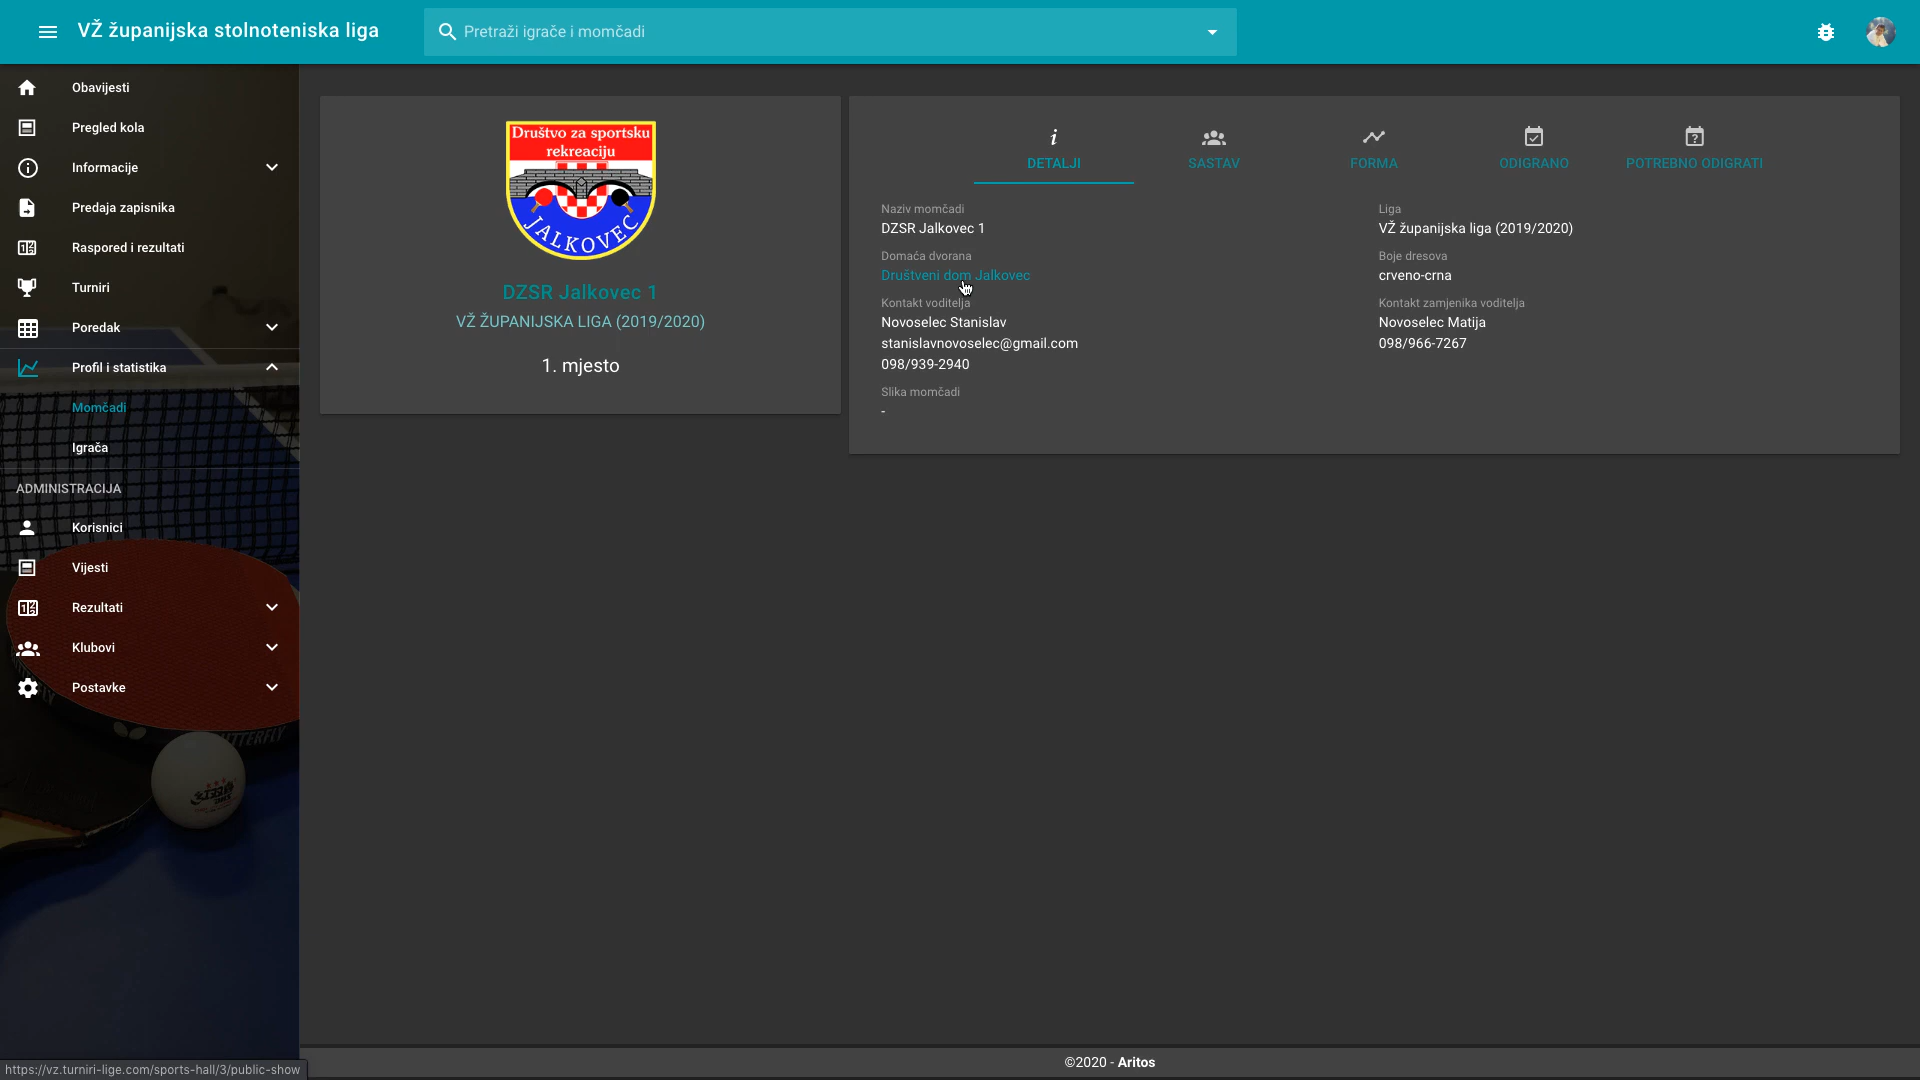 VŽ županijska stolnoteniska liga
Pretraži igrače i momčadi
Obavijesti
Pregled kola
Informacije
Predaja zapisnika
Raspored i rezultati
Turniri
Poredak
Profil i statistika
Momčadi
Igrača
ADMINISTRACIJA
Korisnici
Vijesti
Rezultati
Klubovi
Postavke
BUTTERFLY
https://vz.turniri-lige.com/sports-hall/3/public-show
Društvo za sportsku
rekreaciju
JALKOVEC
DZSR Jalkovec 1
VŽ ŽUPANIJSKA LIGA (2019/2020)
1. mjesto
DETALJI
SASTAV
FORMA
ODIGRANO
POTREBNO ODIGRATI
Naziv momčadi
DZSR Jalkovec 1
Domaća dvorana
Društveni dom Jalkovec
Kontakt voditelja
Novoselec Stanislav
stanislavnovoselec@gmail.com
098/939-2940
Slika momčadi
-
Liga
VŽ županijska liga (2019/2020)
Boje dresova
crveno-crna
Kontakt zamjenika voditelja
Novoselec Matija
098/966-7267
©2020 - Aritos